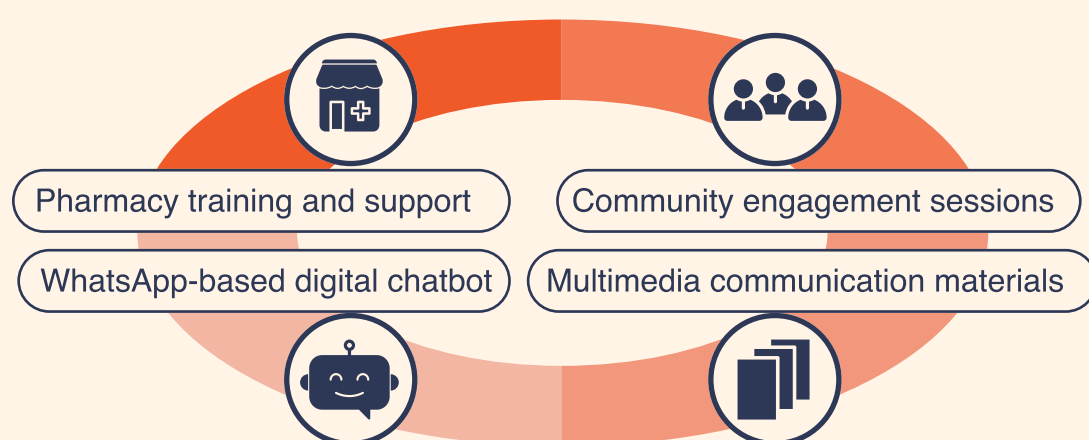 Pharmacy training and support
Community engagement sessions
WhatsApp-based digital chatbot
Multimedia communication materials